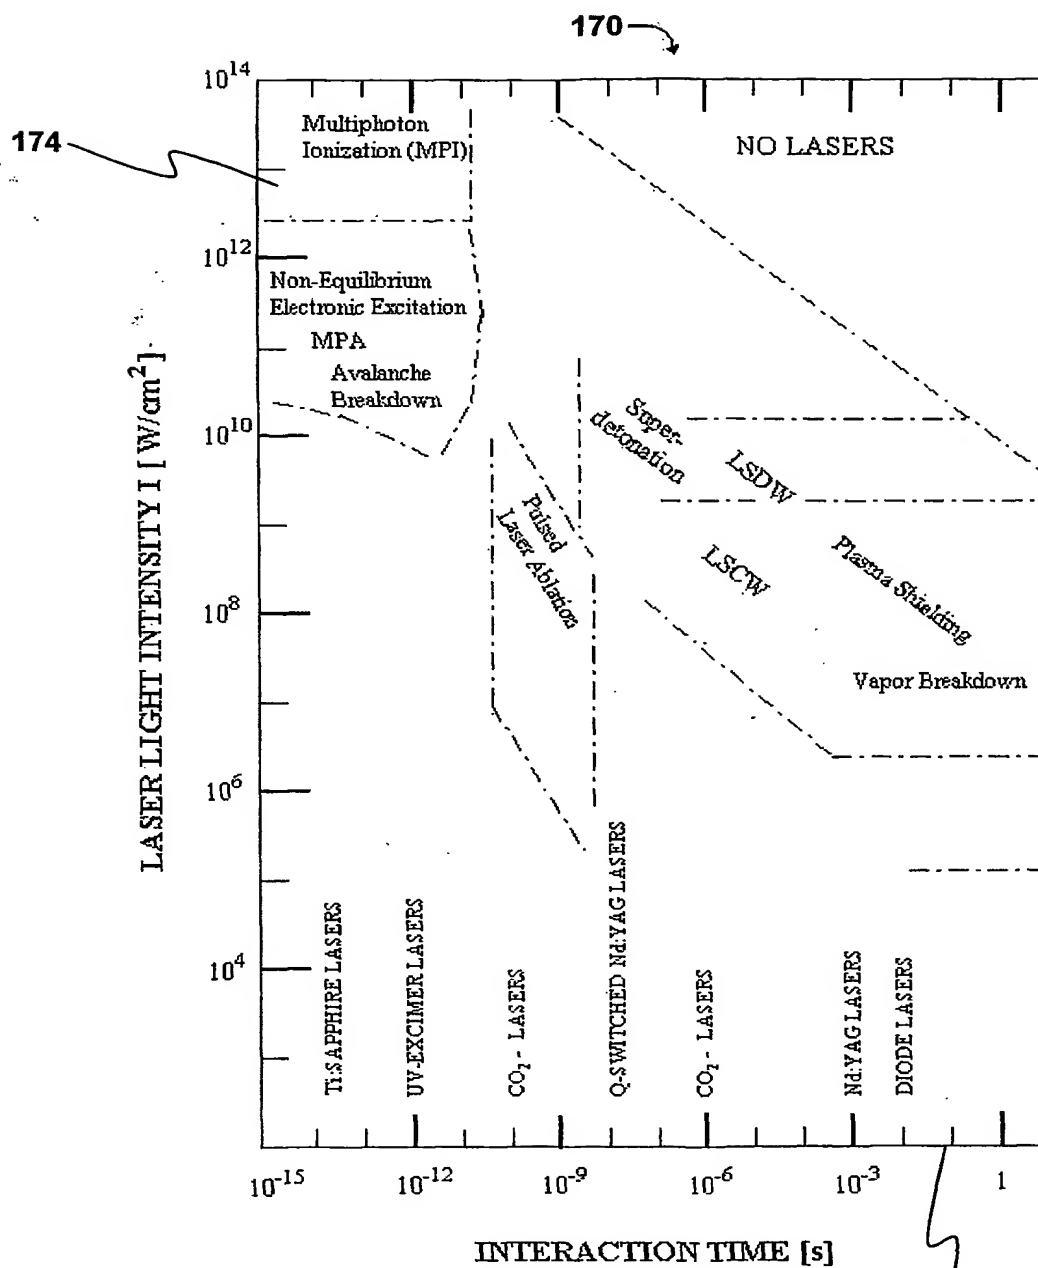 170
10^14
174
Multiphoton
Ionization (MPI)
NO LASERS
10^12
Non-Equilibrium
Electronic Excitation
MPA
Avalanche
Breakdown
10^10
Super-
detonation
LSDW
Pulsed
Laser Ablation
LSCW
Plasma Shielding
10^8
Vapor Breakdown
10^6
10^4
LASER LIGHT INTENSITY I [W/cm^2]
Ti:SAPPHIRE LASERS
UV-EXCIMER LASERS
CO₂ - LASERS
Q-SWITCHED Nd:YAG LASERS
CO₂ - LASERS
Nd:YAG LASERS
DIODE LASERS
10^-15
10^-12
10^-9
10^-6
10^-3
1
INTERACTION TIME [s]